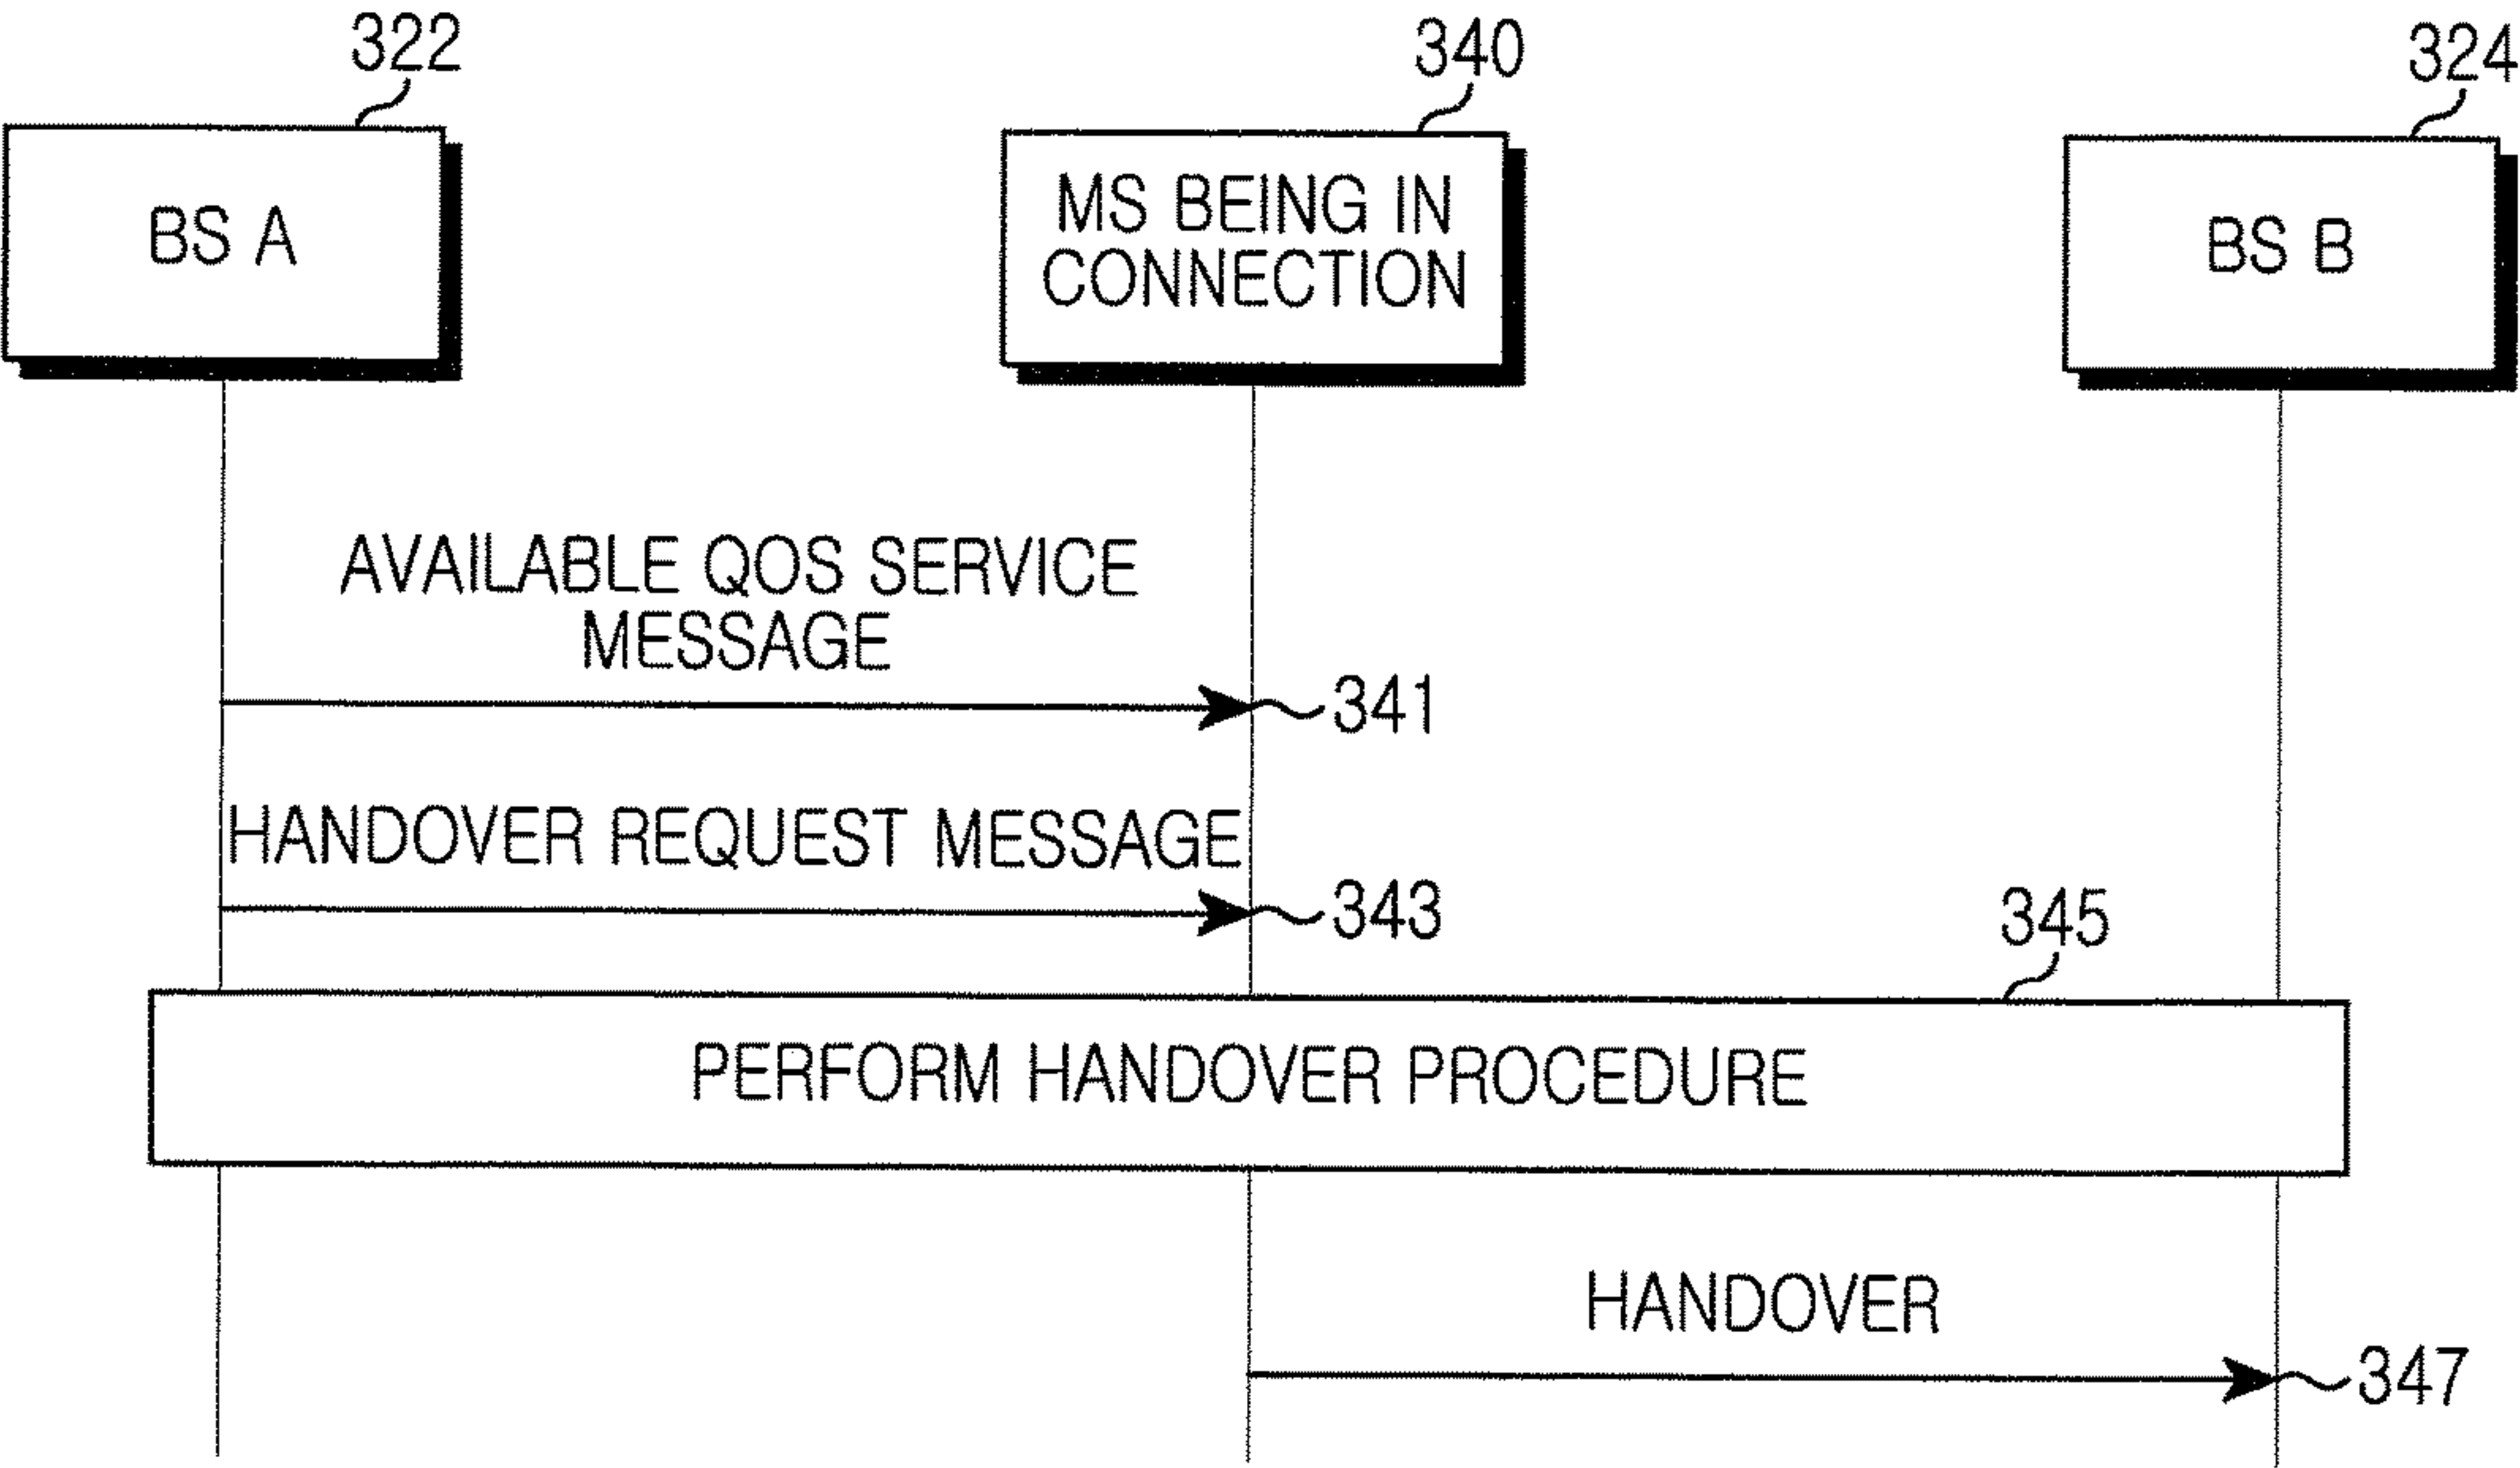 322
340
324
BS A
MS BEING IN
CONNECTION
BS B
AVAILABLE QOS SERVICE
MESSAGE
341
HANDOVER REQUEST MESSAGE
343
345
PERFORM HANDOVER PROCEDURE
HANDOVER
347